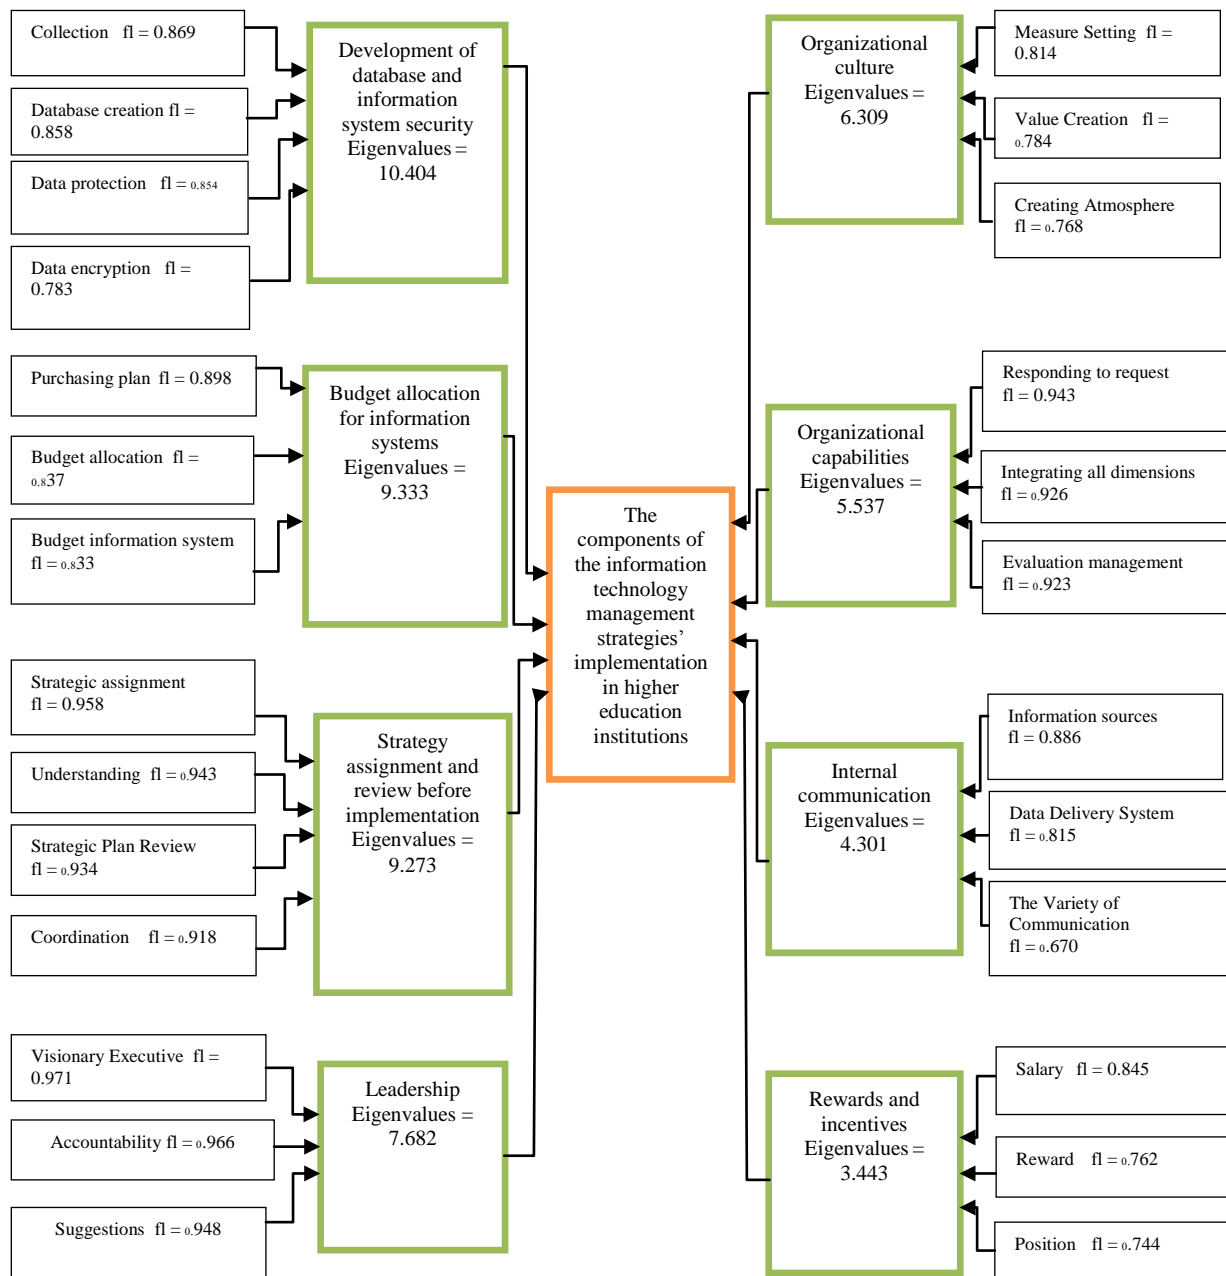 Collection fl = 0.869
Database creation fl =
0.858
Data protection fl = 0.854
Data encryption fl =
0.783
Development of
database and
information
system security
Eigenvalues =
10.404
Purchasing plan fl = 0.898
Budget allocation fl =
0.837
Budget information system
fl = 0.833
Budget allocation
for information
systems
Eigenvalues =
9.333
Strategic assignment
fl = 0.958
Understanding fl = 0.943
Strategic Plan Review
fl = 0.934
Coordination fl = 0.918
Strategy
assignment and
review before
implementation
Eigenvalues =
9.273
Visionary Executive fl =
0.971
Accountability fl = 0.966
Suggestions fl = 0.948
Leadership
Eigenvalues =
7.682
The
components of
the information
technology
management
strategies’
implementation
in higher
education
institutions
Organizational
culture
Eigenvalues =
6.309
Measure Setting fl =
0.814
Value Creation fl =
0.784
Creating Atmosphere
fl = 0.768
Organizational
capabilities
Eigenvalues =
5.537
Responding to request
fl = 0.943
Integrating all dimensions
fl = 0.926
Evaluation management
fl = 0.923
Internal
communication
Eigenvalues =
4.301
Information sources
fl = 0.886
Data Delivery System
fl = 0.815
The Variety of
Communication
fl = 0.670
Rewards and
incentives
Eigenvalues =
3.443
Salary fl = 0.845
Reward fl = 0.762
Position fl = 0.744